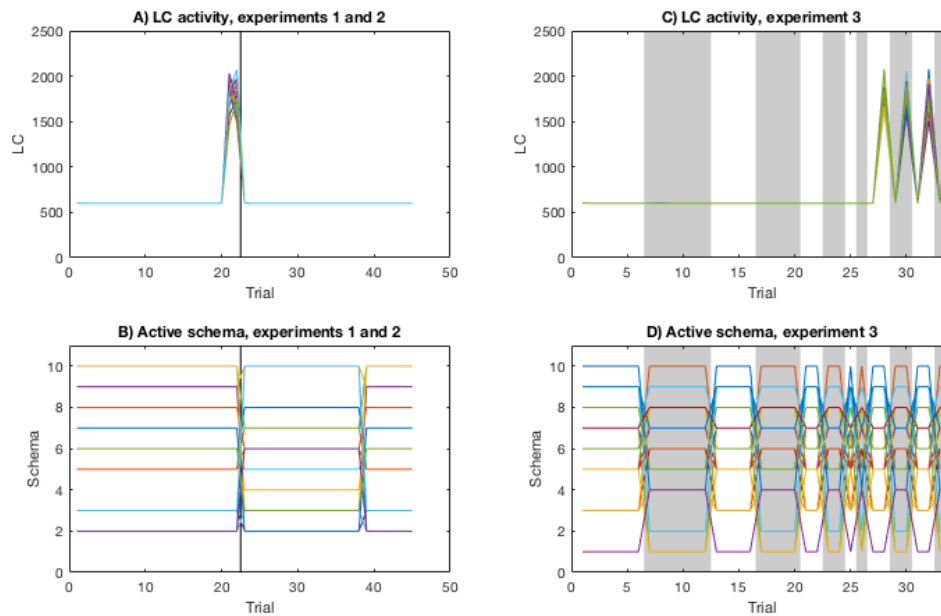 A) LC activity, experiments 1 and 2
2500
2000
1500
1000
500
0
LC
0 10 20 30 40 50
Trial
C) LC activity, experiment 3
2500
2000
1500
1000
500
0
LC
0 5 10 15 20 25 30
Trial
B) Active schema, experiments 1 and 2
10
8
6
4
2
0
Schema
0 10 20 30 40 50
Trial
D) Active schema, experiment 3
10
8
6
4
2
0
Schema
0 5 10 15 20 25 30
Trial